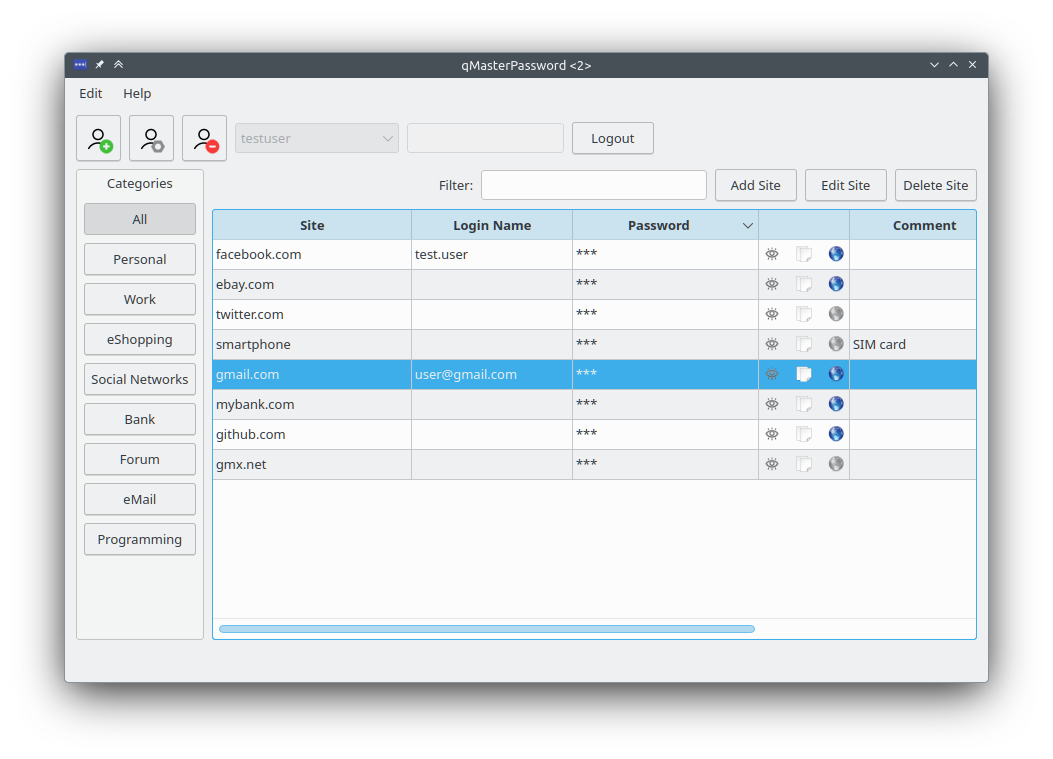 qMasterPassword <2>
Edit Help
testuser Logout
Categories
All
Personal
Work
eShopping
Social Networks
Bank
Forum
eMail
Programming
Filter: Add Site Edit Site Delete Site
Site Login Name Password Comment
facebook.com test.user ***
ebay.com ***
twitter.com ***
smartphone *** SIM card
gmail.com user@gmail.com ***
mybank.com ***
github.com ***
gmx.net ***